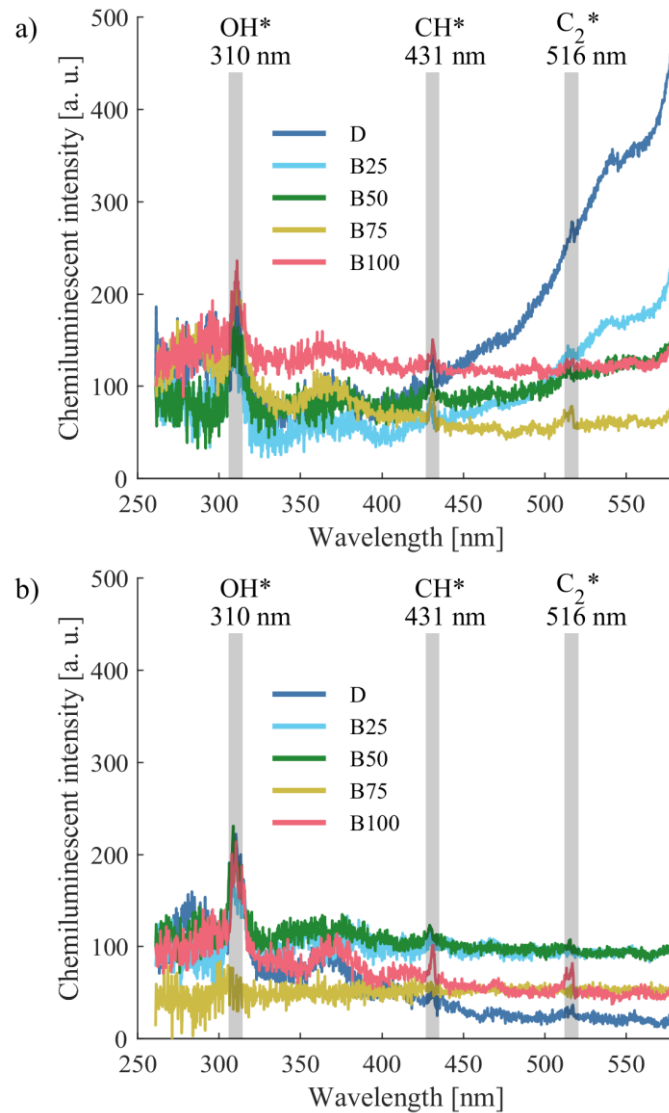 a)
OH*
310 nm
CH*
431 nm
C₂*
516 nm
500
400
300
200
100
0
Chemiluminescent intensity [a. u.]
D
B25
B50
B75
B100
250 300 350 400 450 500 550
Wavelength [nm]
b)
OH*
310 nm
CH*
431 nm
C₂*
516 nm
500
400
300
200
100
0
Chemiluminescent intensity [a. u.]
D
B25
B50
B75
B100
250 300 350 400 450 500 550
Wavelength [nm]